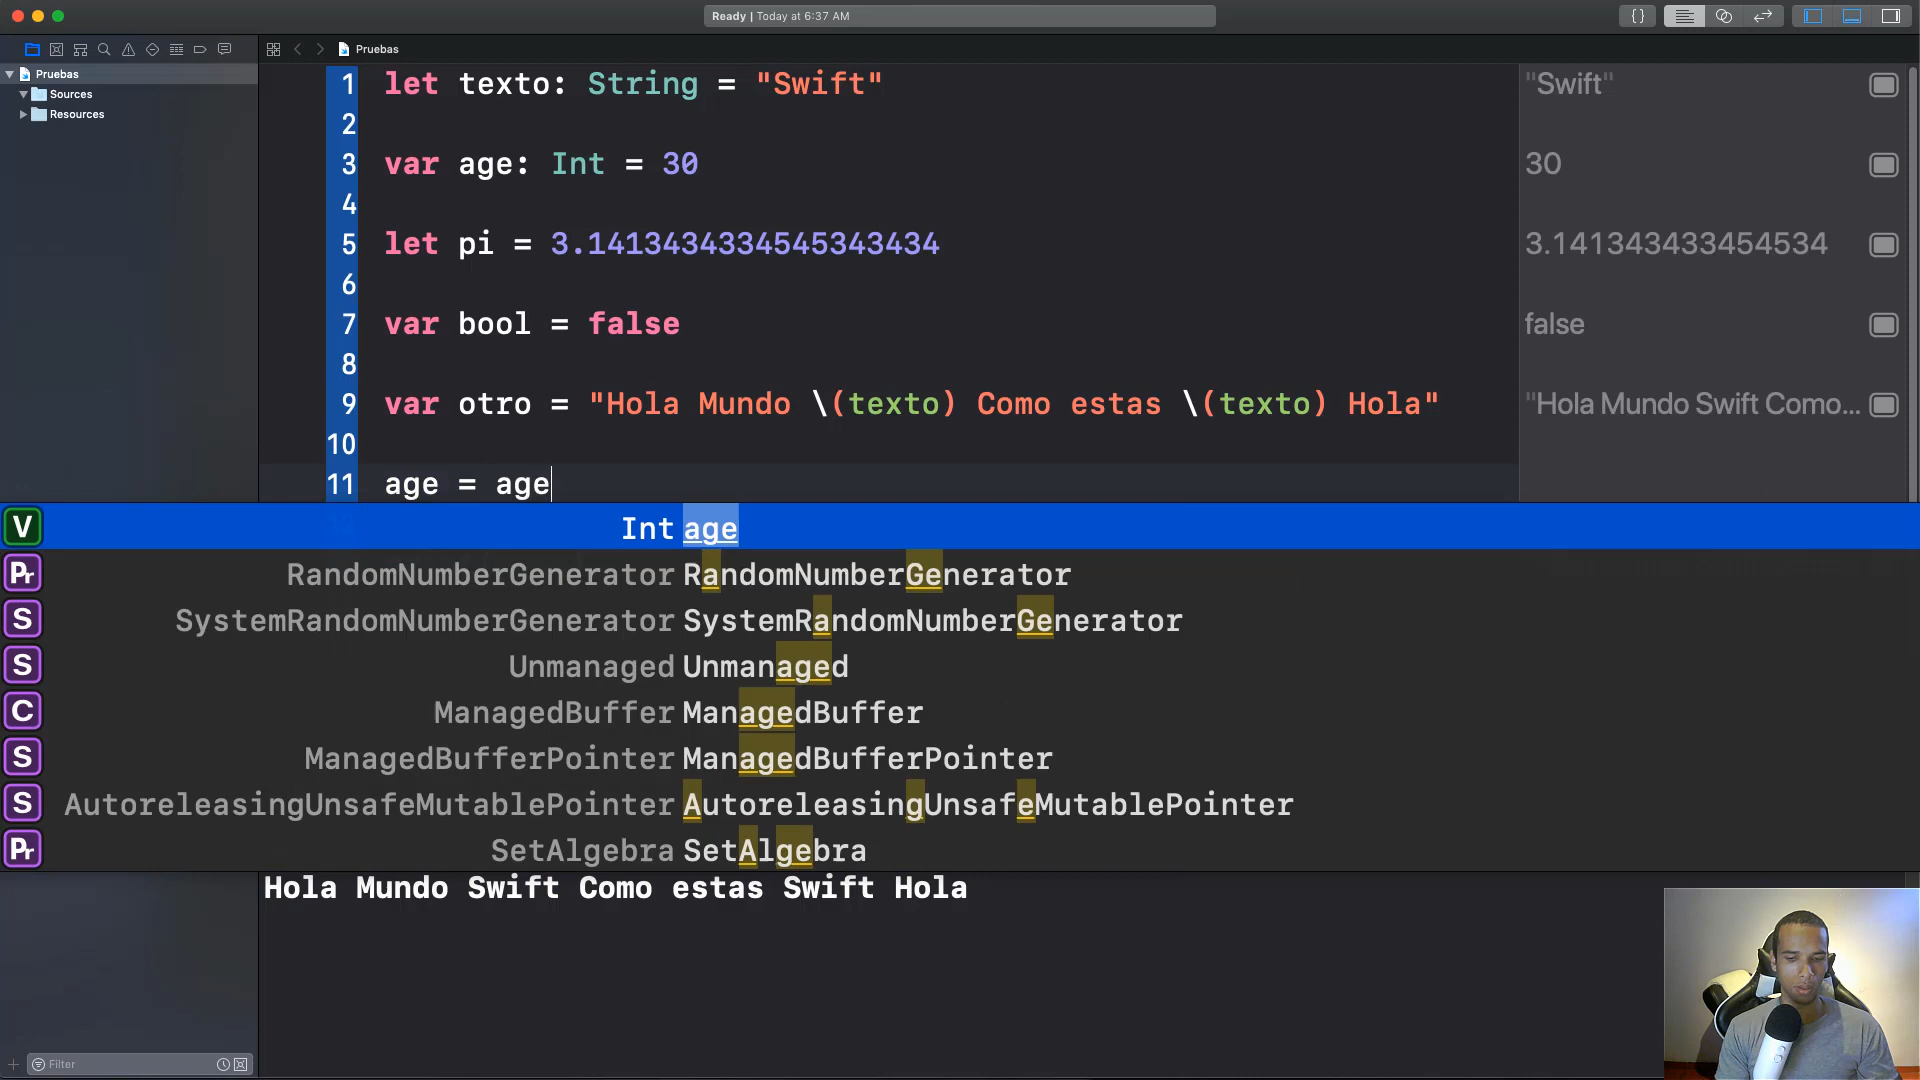 Ready | Today at 6:37 AM
Pruebas
Pruebas
Sources
Resources
1 let texto: String = "Swift"
2
3 var age: Int = 30
4
5 let pi = 3.1413434334545343434
6
7 var bool = false
8
9 var otro = "Hola Mundo \(texto) Como estas \(texto) Hola"
10
11 age = age
"Swift"
30
3.141343433454534
false
"Hola Mundo Swift Como...
V Int age
Pr RandomNumberGenerator RandomNumberGenerator
S SystemRandomNumberGenerator SystemRandomNumberGenerator
S Unmanaged Unmanaged
C ManagedBuffer ManagedBuffer
S ManagedBufferPointer ManagedBufferPointer
S AutoreleasingUnsafeMutablePointer AutoreleasingUnsafeMutablePointer
Pr SetAlgebra SetAlgebra
Hola Mundo Swift Como estas Swift Hola
Filter